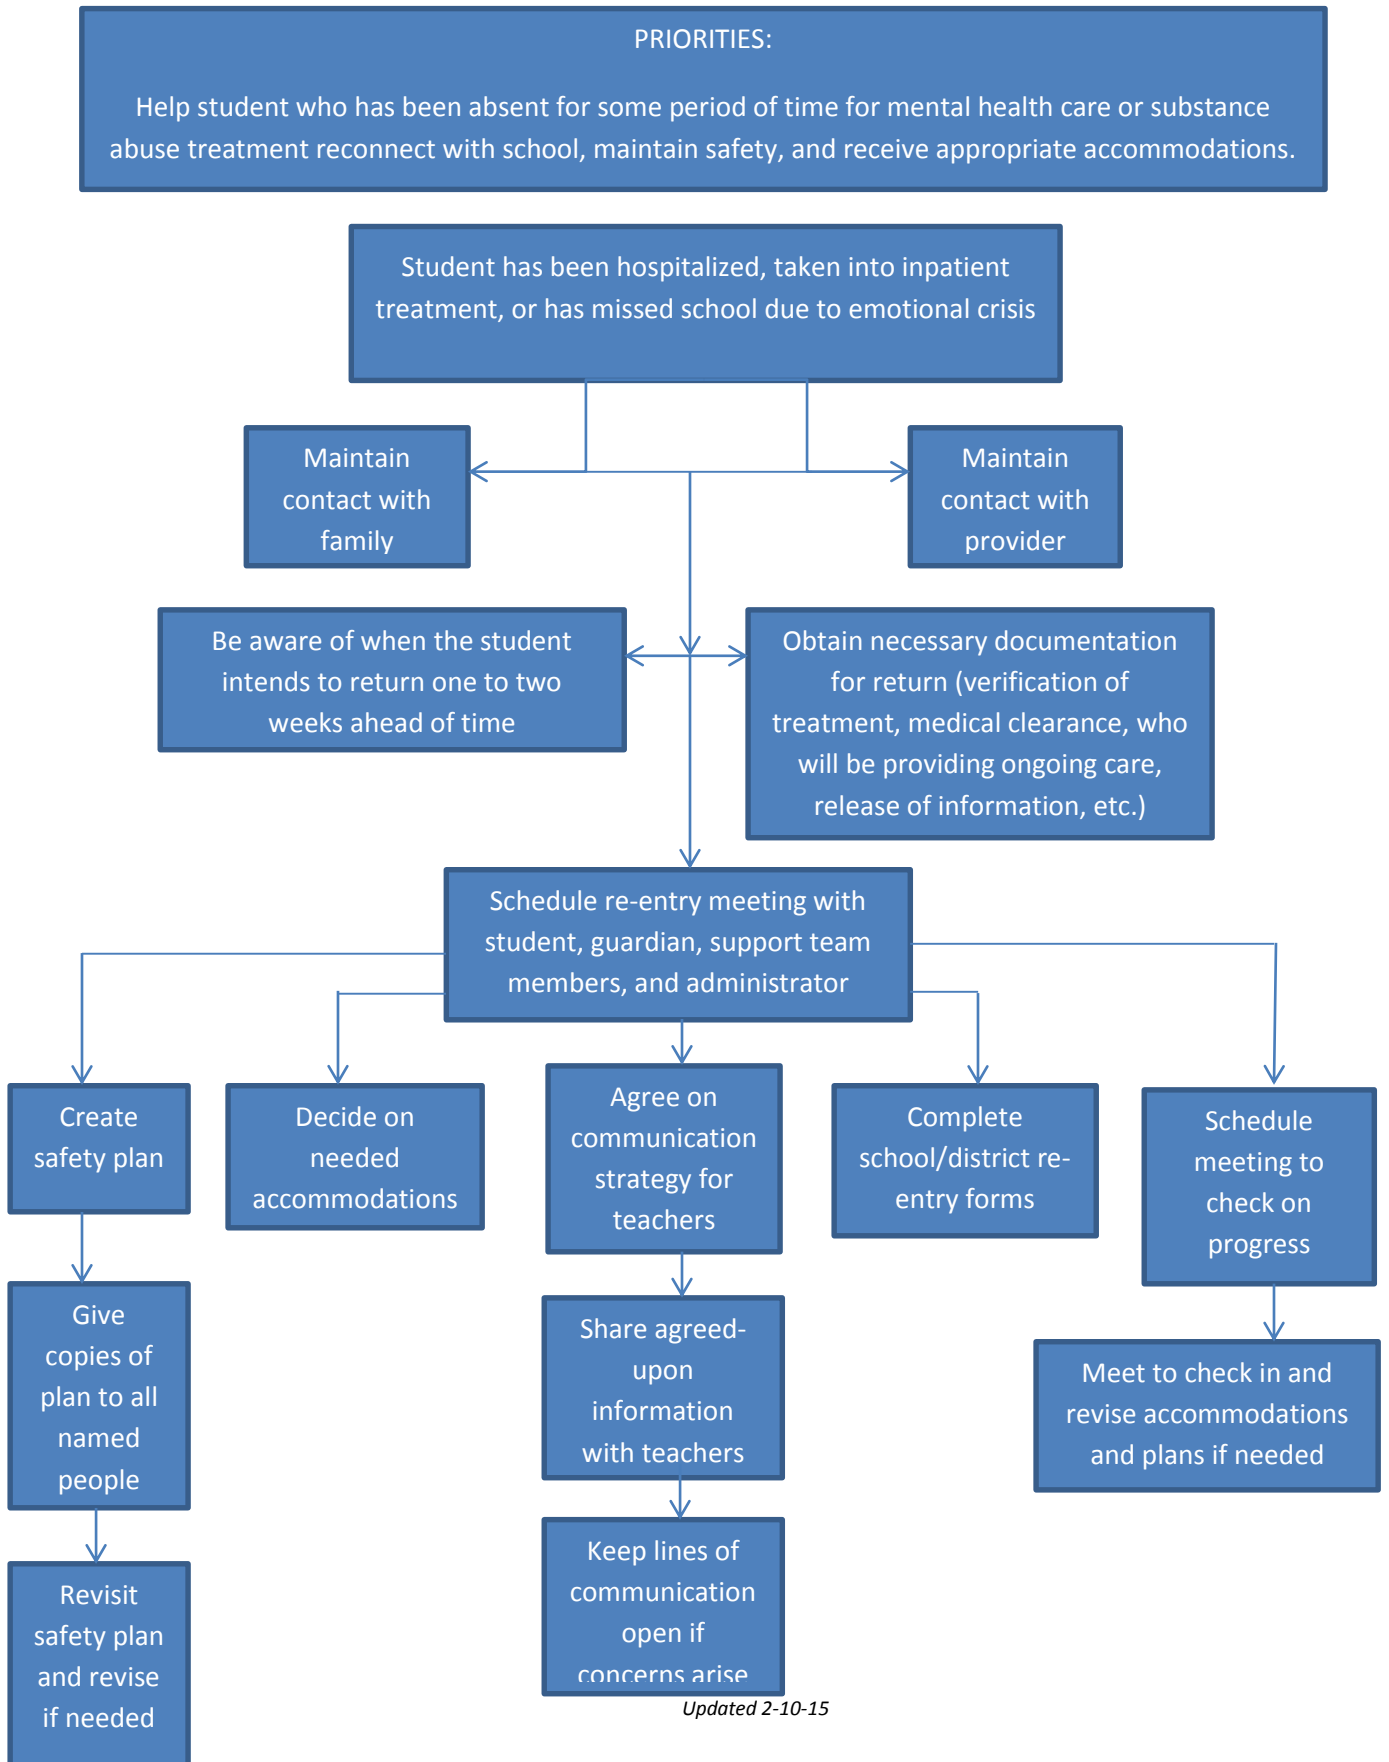 PRIORITIES:
Help student who has been absent for some period of time for mental health care or substance
abuse treatment reconnect with school, maintain safety, and receive appropriate accommodations.
Student has been hospitalized, taken into inpatient
treatment, or has missed school due to emotional crisis
Maintain
contact with
family
Maintain
contact with
provider
Be aware of when the student
intends to return one to two
weeks ahead of time
Obtain necessary documentation
for return (verification of
treatment, medical clearance, who
will be providing ongoing care,
release of information, etc.)
Schedule re-entry meeting with
student, guardian, support team
members, and administrator
Create
safety plan
Decide on
needed
accommodations
Agree on
communication
strategy for
teachers
Complete
school/district re-
entry forms
Schedule
meeting to
check on
progress
Give
copies of
plan to all
named
people
Share agreed-
upon
information
with teachers
Meet to check in and
revise accommodations
and plans if needed
Revisit
safety plan
and revise
if needed
Keep lines of
communication
open if
concerns arise
Updated 2-10-15